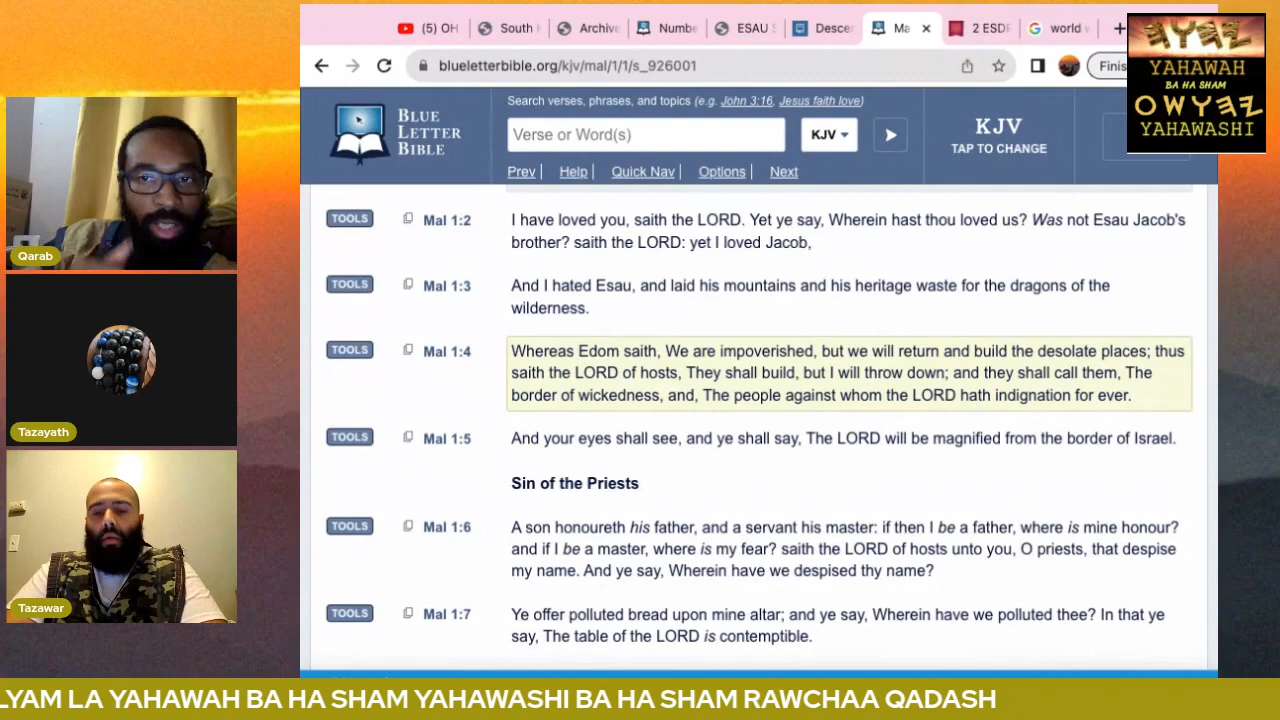 (5) OH
South
Archive
Numbe
ESAU S
Descer
Ma
2 ESDF
world v
blueletterbible.org/kjv/mal/1/1/s_926001
Finis
BLUE
LETTER
BIBLE
Search verses, phrases, and topics (e.g. John 3:16, Jesus faith love)
Verse or Word(s)
KJV
KJV
TAP TO CHANGE
Prev | Help | Quick Nav | Options | Next
YAHAWAH
BA HA SHAM
YAHAWASHI
TOOLS Mal 1:2 I have loved you, saith the LORD. Yet ye say, Wherein hast thou loved us? Was not Esau Jacob's
brother? saith the LORD: yet I loved Jacob,
TOOLS Mal 1:3 And I hated Esau, and laid his mountains and his heritage waste for the dragons of the
wilderness.
TOOLS Mal 1:4 Whereas Edom saith, We are impoverished, but we will return and build the desolate places; thus
saith the LORD of hosts, They shall build, but I will throw down; and they shall call them, The
border of wickedness, and, The people against whom the LORD hath indignation for ever.
TOOLS Mal 1:5 And your eyes shall see, and ye shall say, The LORD will be magnified from the border of Israel.
Sin of the Priests
TOOLS Mal 1:6 A son honoureth his father, and a servant his master: if then I be a father, where is mine honour?
and if I be a master, where is my fear? saith the LORD of hosts unto you, O priests, that despise
my name. And ye say, Wherein have we despised thy name?
TOOLS Mal 1:7 Ye offer polluted bread upon mine altar; and ye say, Wherein have we polluted thee? In that ye
say, The table of the LORD is contemptible.
Qarab
Tazayath
Tazawar
LYAM LA YAHAWAH BA HA SHAM YAHAWASHI BA HA SHAM RAWCHAA QADASH